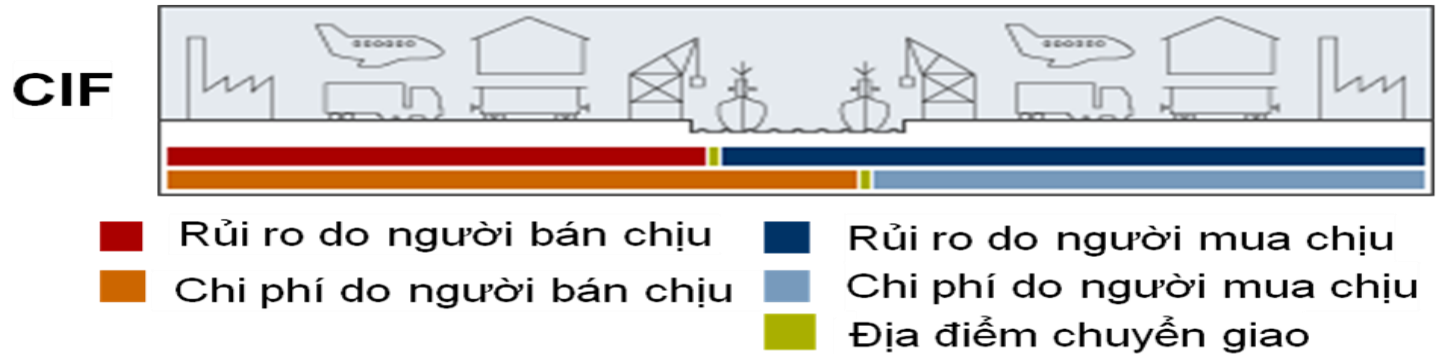 CIF
Rủi ro do người bán chịu
Rủi ro do người mua chịu
Chi phí do người bán chịu
Chi phí do người mua chịu
Địa điểm chuyển giao